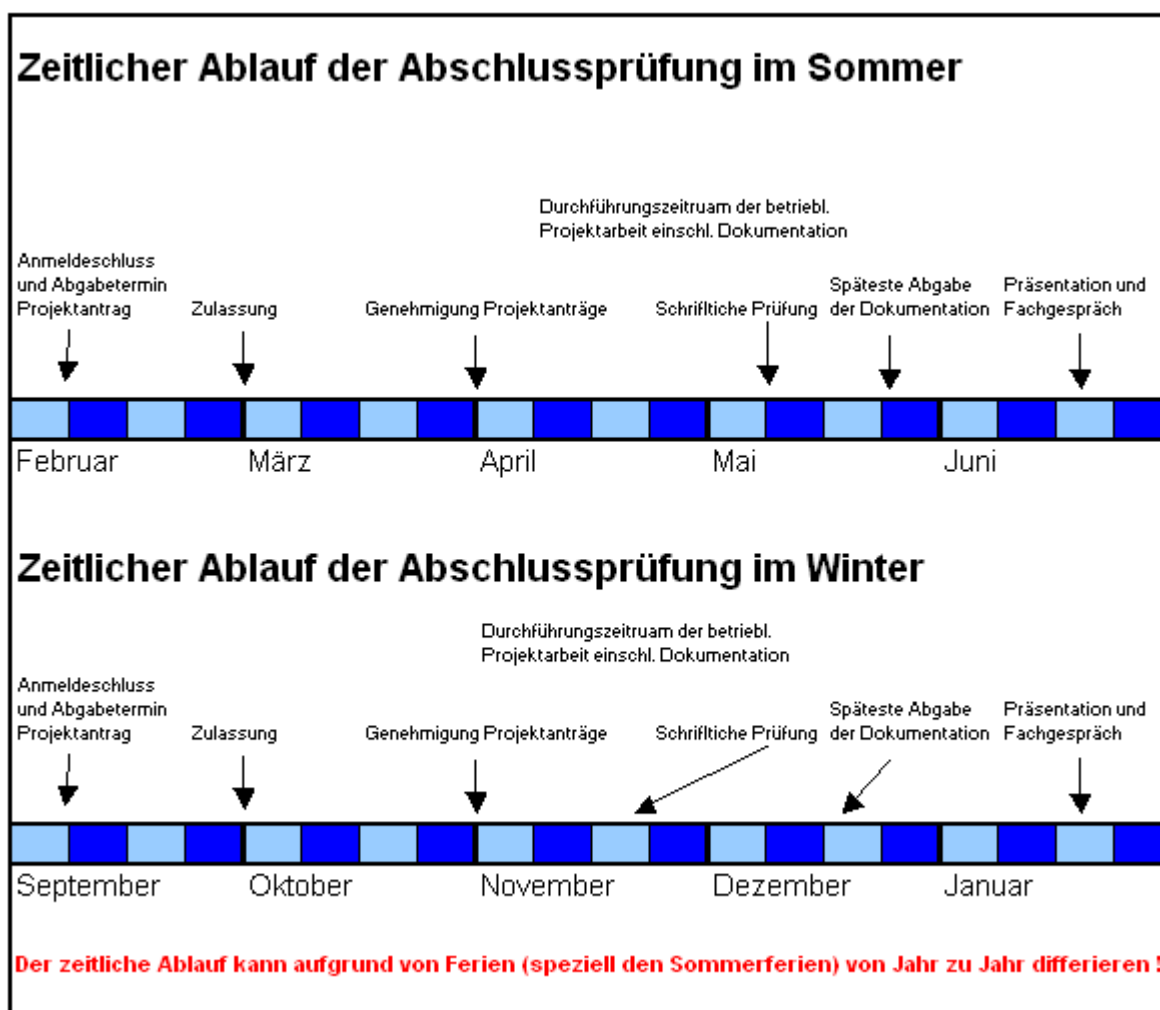 Zeitlicher Ablauf der Abschlussprüfung im Sommer
Durchführungszeitruam der betriebl.
Projektarbeit einschl. Dokumentation
Anmeldeschluss
und Abgabetermin
Projektantrag
Zulassung
Genehmigung Projektanträge
Schrifltiche Prüfung
Späteste Abgabe
der Dokumentation
Präsentation und
Fachgespräch
Februar
März
April
Mai
Juni
Zeitlicher Ablauf der Abschlussprüfung im Winter
Durchführungszeitruam der betriebl.
Projektarbeit einschl. Dokumentation
Anmeldeschluss
und Abgabetermin
Projektantrag
Zulassung
Genehmigung Projektanträge
Schrifltiche Prüfung
Späteste Abgabe
der Dokumentation
Präsentation und
Fachgespräch
September
Oktober
November
Dezember
Januar
Der zeitliche Ablauf kann aufgrund von Ferien (speziell den Sommerferien) von Jahr zu Jahr differieren !